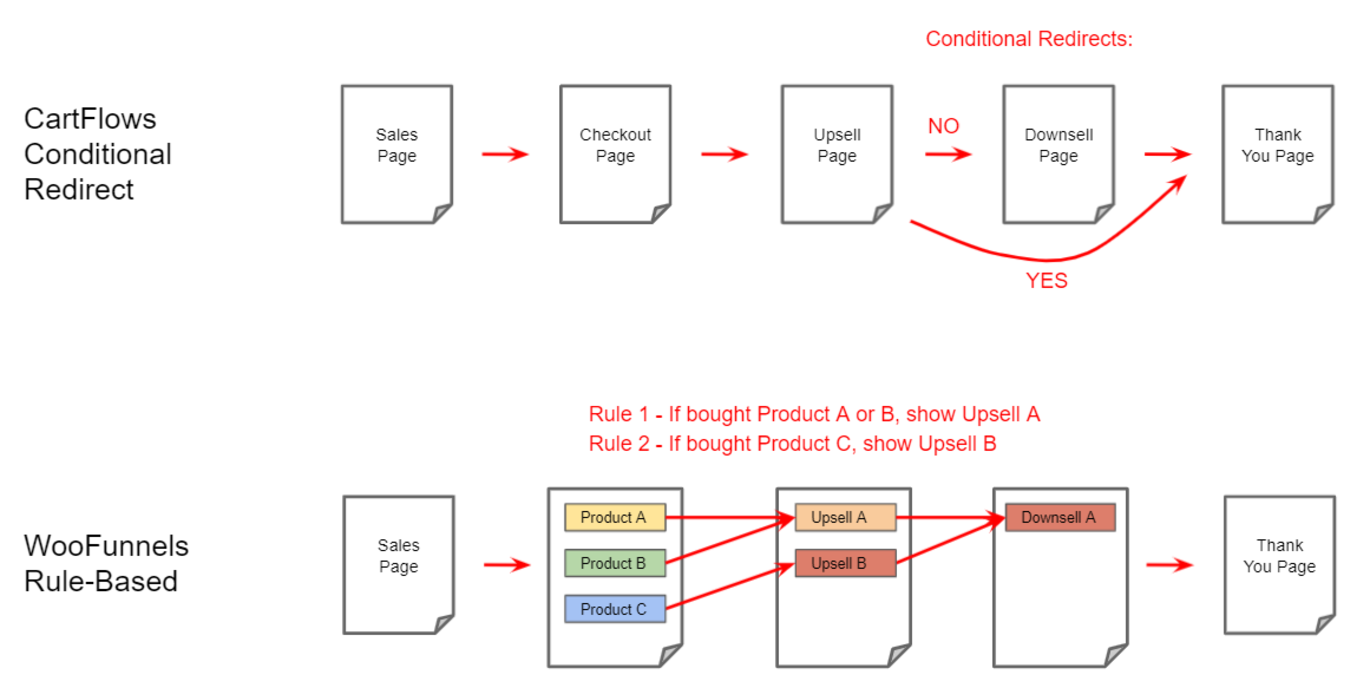 Conditional Redirects:
CartFlows
Conditional
Redirect
Sales
Page
Checkout
Page
Upsell
Page
NO
Downsell
Page
Thank
You Page
YES
Rule 1 - If bought Product A or B, show Upsell A
Rule 2 - If bought Product C, show Upsell B
WooFunnels
Rule-Based
Sales
Page
Product A
Product B
Product C
Upsell A
Upsell B
Downsell A
Thank
You Page